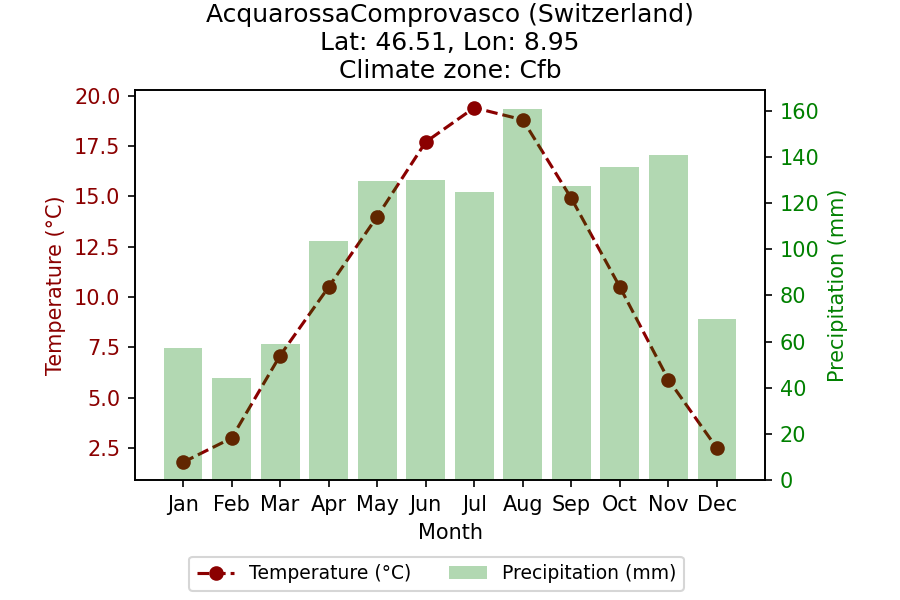 AcquarossaComprovasco (Switzerland)
Lat: 46.51, Lon: 8.95
Climate zone: Cfb
20.0
17.5
15.0
12.5
10.0
7.5
5.0
2.5
Temperature (°C)
160
140
120
100
80
60
40
20
0
Precipitation (mm)
Jan Feb Mar Apr May Jun Jul Aug Sep Oct Nov Dec
Month
Temperature (°C) Precipitation (mm)